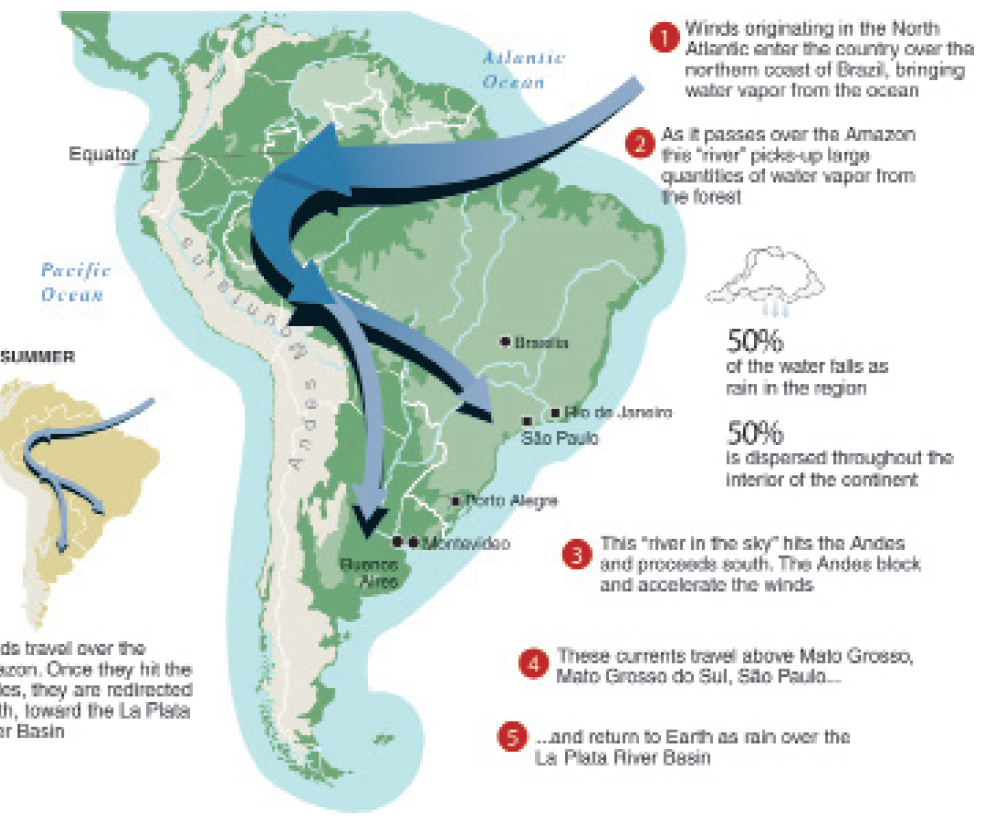 1
Winds originating in the North
Atlantic enter the country over the
northern coast of Brazil, bringing
water vapor from the ocean
2
As it passes over the Amazon
this "river" picks-up large
quantities of water vapor from
the forest
Atlantic
Ocean
Equator
Pacific
Ocean
Andes Mountains
Brasilia
Rio de Janeiro
São Paulo
Porto Alegre
Montevideo
Buenos
Aires
50%
of the water falls as
rain in the region
50%
is dispersed throughout the
interior of the continent
3
This "river in the sky" hits the Andes
and proceeds south. The Andes block
and accelerate the winds
4
These currents travel above Mato Grosso,
Mato Grosso do Sul, São Paulo...
5
...and return to Earth as rain over the
La Plata River Basin
SUMMER
ds travel over the
azon. Once they hit the
des, they are redirected
th, toward the La Plata
er Basin